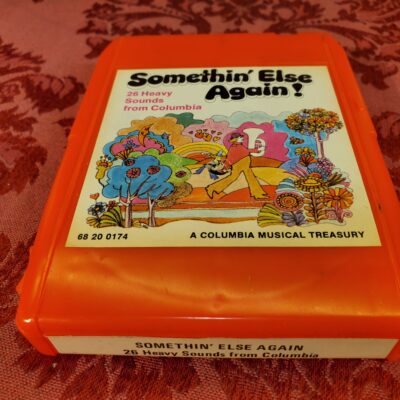 Somethin' Else
Again!
26 Heavy
Sounds
from Columbia
68 20 0174
A COLUMBIA MUSICAL TREASURY
SOMETHIN' ELSE AGAIN
26 Heavy Sounds from Columbia